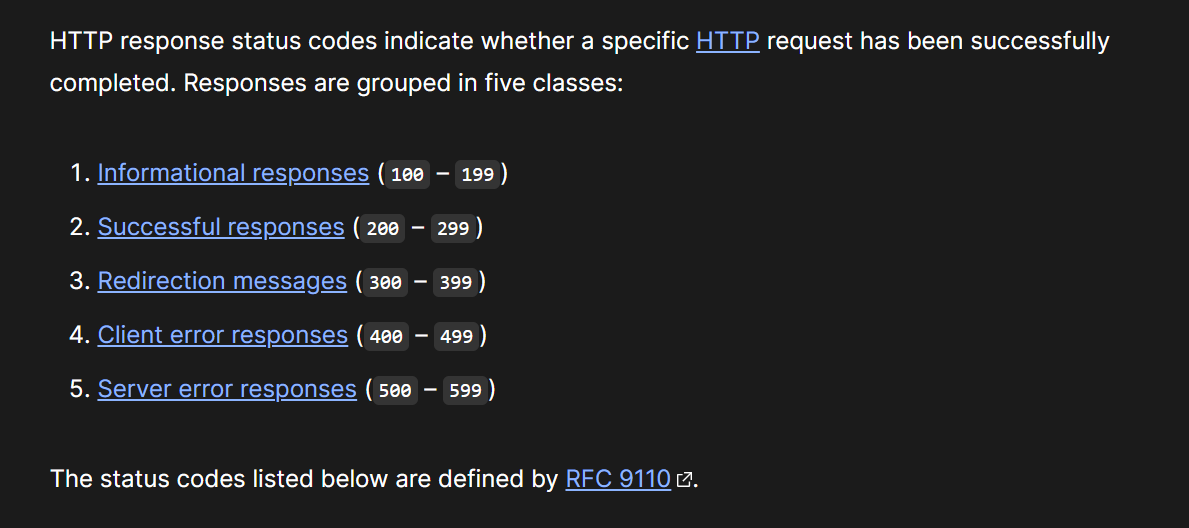 HTTP response status codes indicate whether a specific HTTP request has been successfully
completed. Responses are grouped in five classes:
1. Informational responses (100 – 199)
2. Successful responses (200 – 299)
3. Redirection messages (300 – 399)
4. Client error responses (400 – 499)
5. Server error responses (500 – 599)
The status codes listed below are defined by RFC 9110.